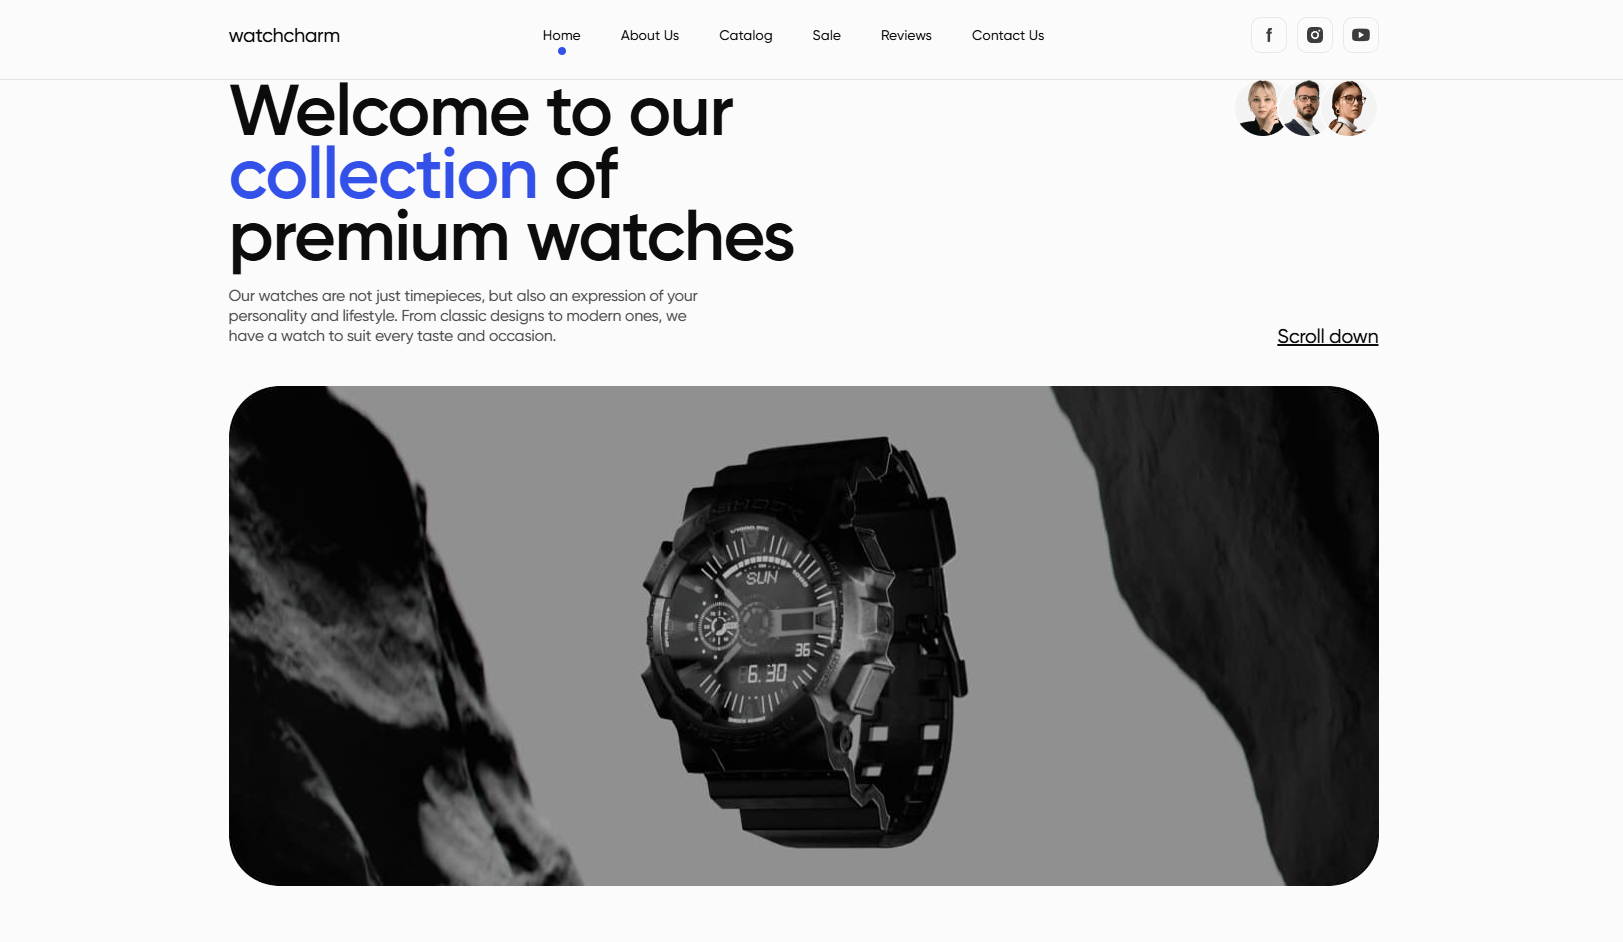 watchcharm
Home
About Us
Catalog
Sale
Reviews
Contact Us
Welcome to our
collection of
premium watches
Our watches are not just timepieces, but also an expression of your
personality and lifestyle. From classic designs to modern ones, we
have a watch to suit every taste and occasion.
Scroll down
G-SHOCK
SUN
36
6.30